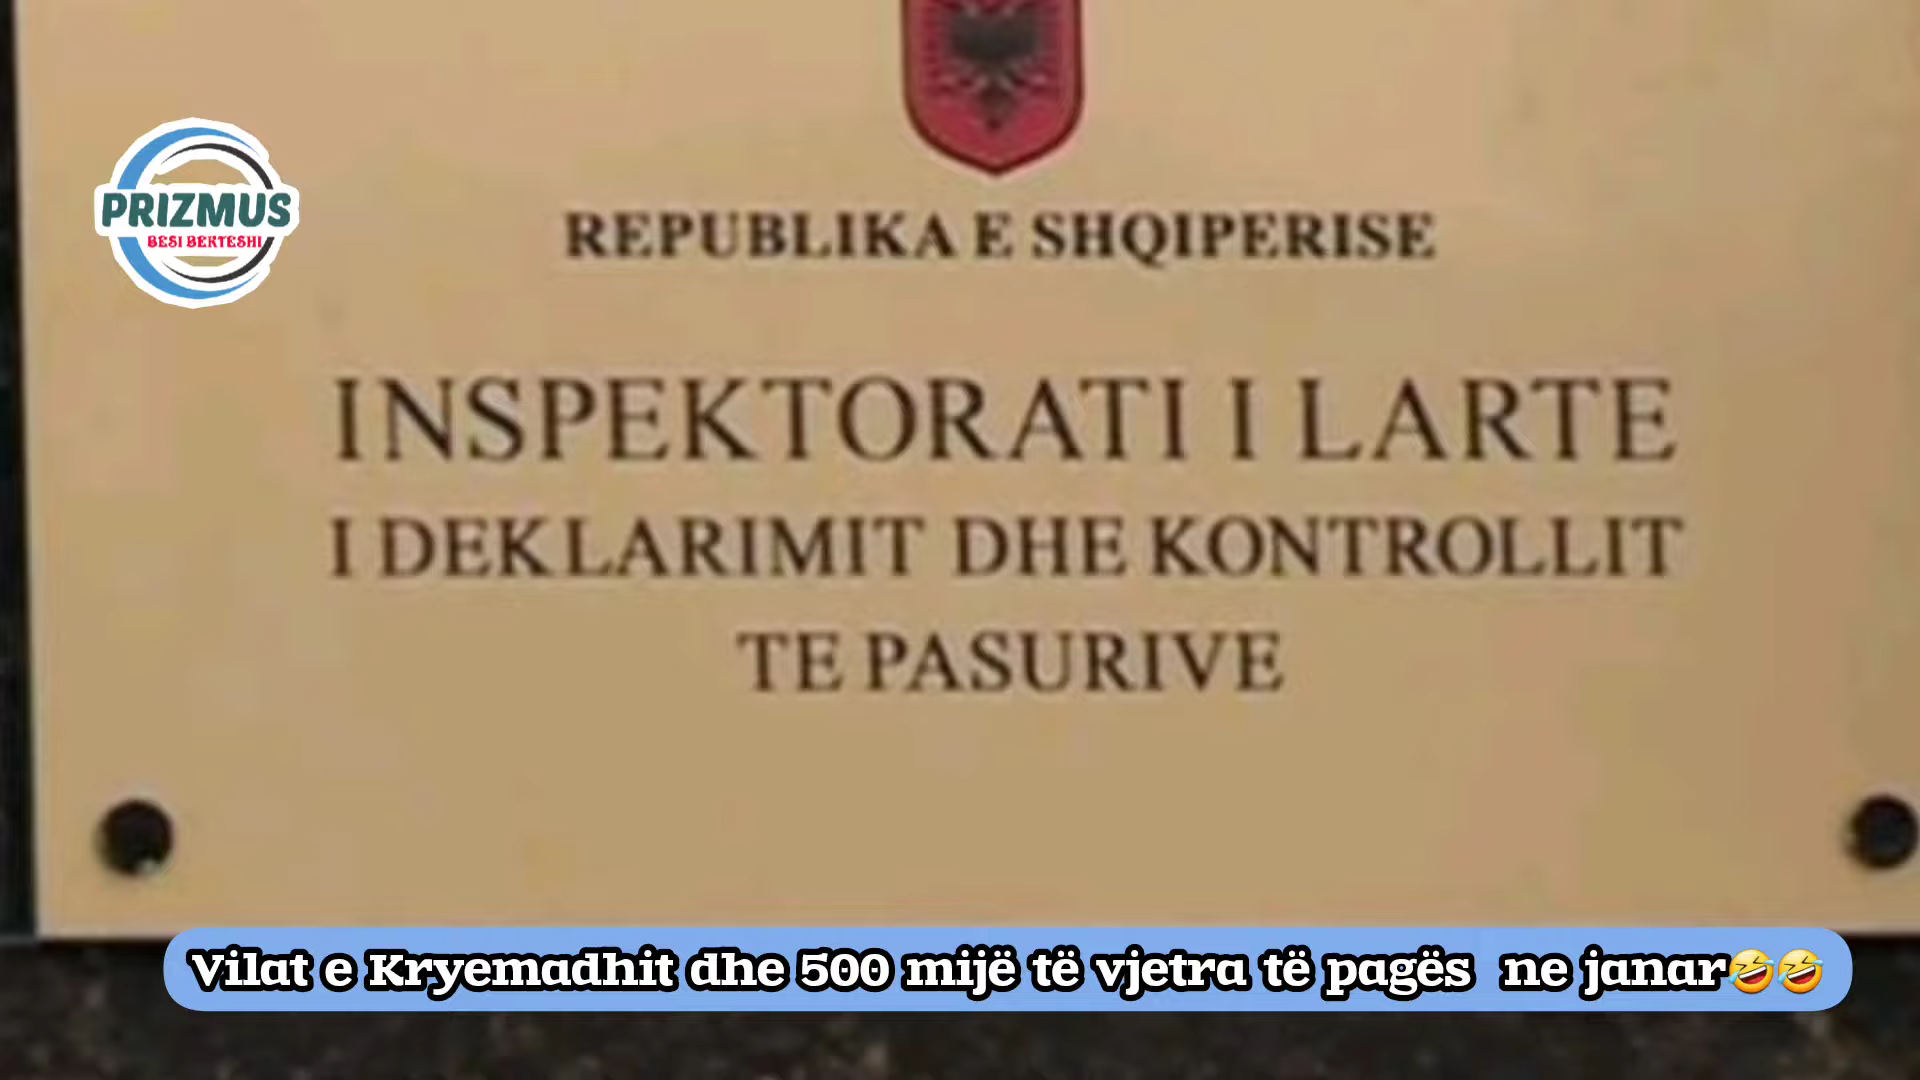 PRIZMUS
BESI BEKTESHI
REPUBLIKA E SHQIPERISE
INSPEKTORATI I LARTE
I DEKLARIMIT DHE KONTROLLIT
TE PASURIVE
Vilat e Kryemadhit dhe 500 mijë të vjetra të pagës ne janar🤣🤣